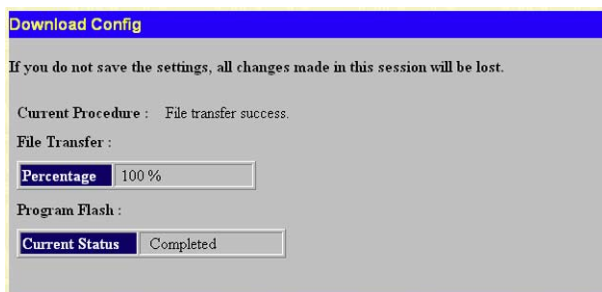 Download Config
If you do not save the settings, all changes made in this session will be lost.
Current Procedure : File transfer success.
File Transfer :
Percentage 100 %
Program Flash :
Current Status Completed